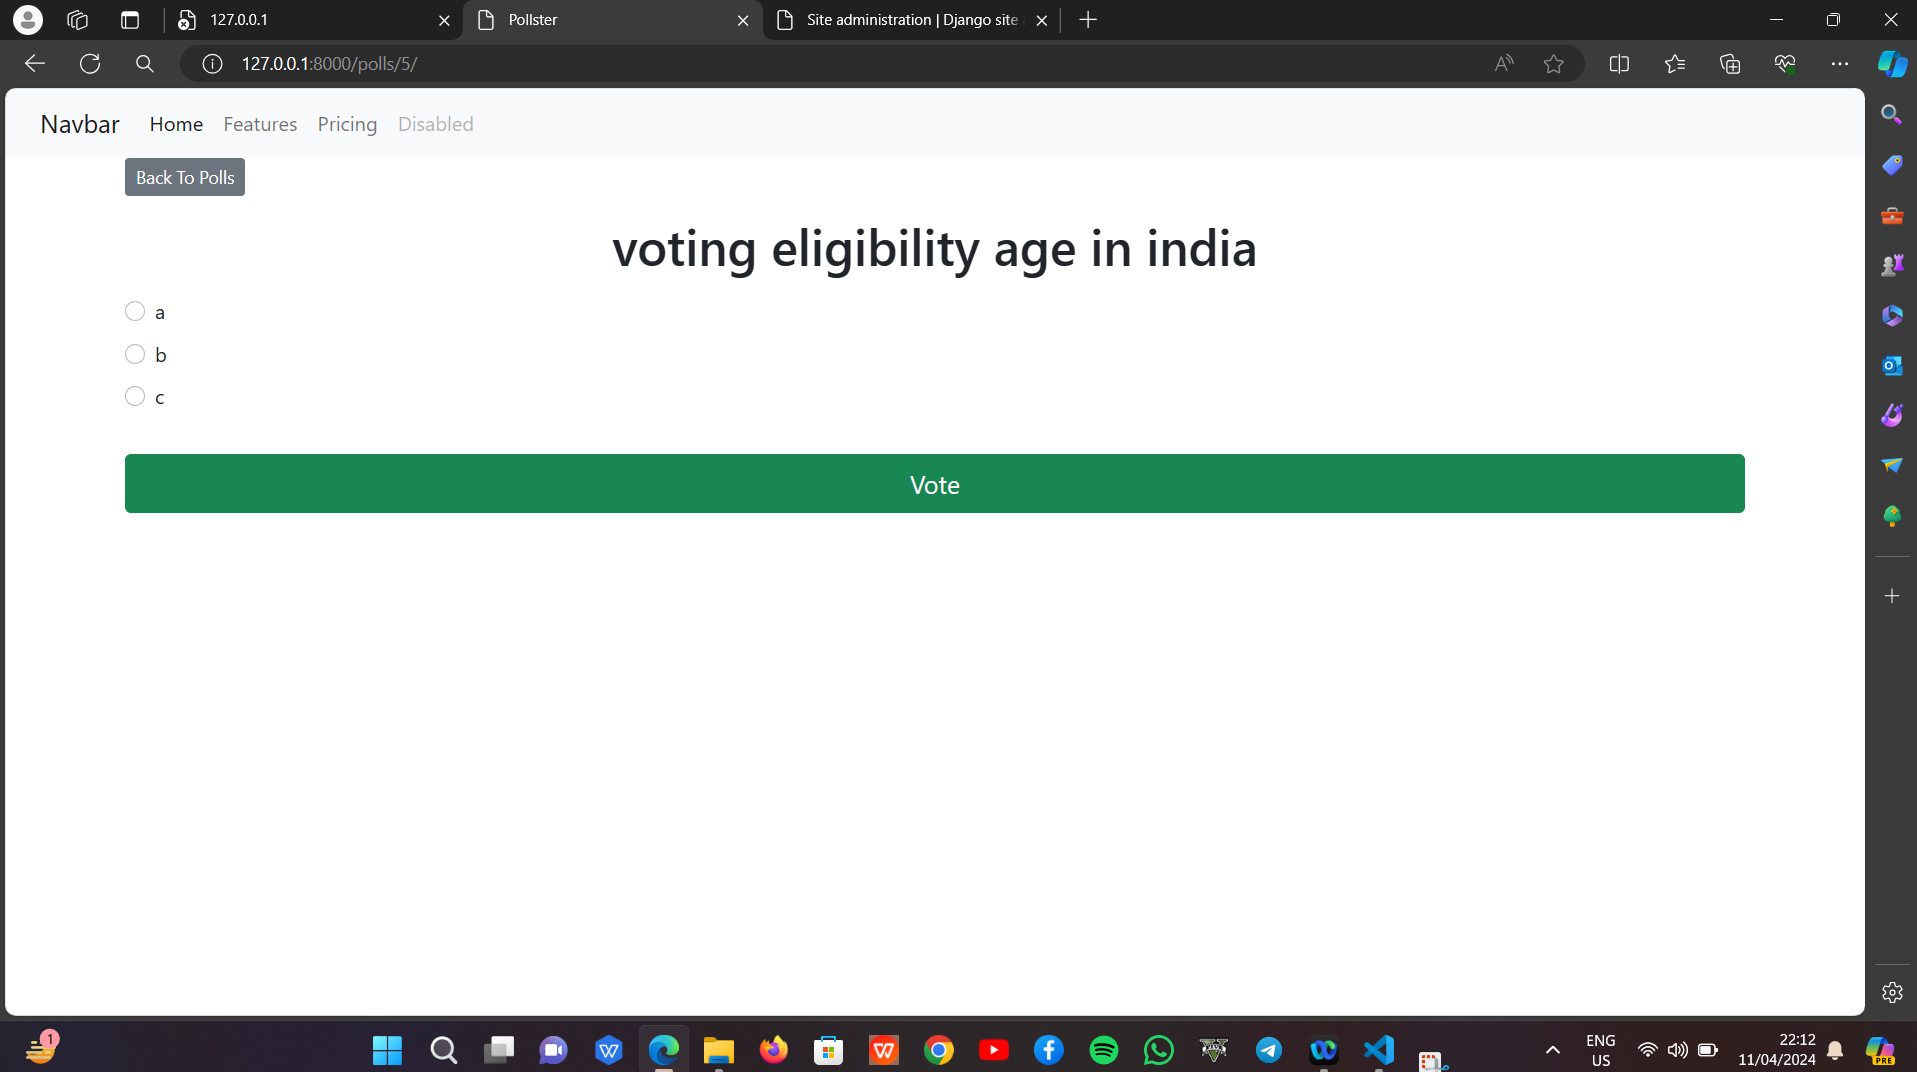 127.0.0.1
Pollster
Site administration | Django site
127.0.0.1:8000/polls/5/
Navbar Home Features Pricing Disabled
Back To Polls
voting eligibility age in india
a
b
c
Vote
1
ENG
US
22:12
11/04/2024
PRE